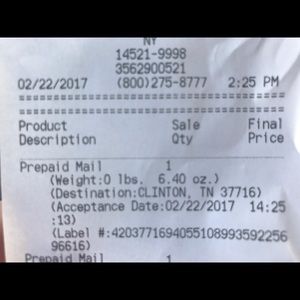 NY
14521-9998
3562900521
02/22/2017 (800)275-8777 2:25 PM
Product Sale Final
Description Qty Price
Prepaid Mail 1
(Weight:0 lbs. 6.40 oz.)
(Destination:CLINTON, TN 37716)
(Acceptance Date:02/22/2017 14:25
:13)
(Label #:4203771694055108993592256
96616)
Prepaid Mail 1